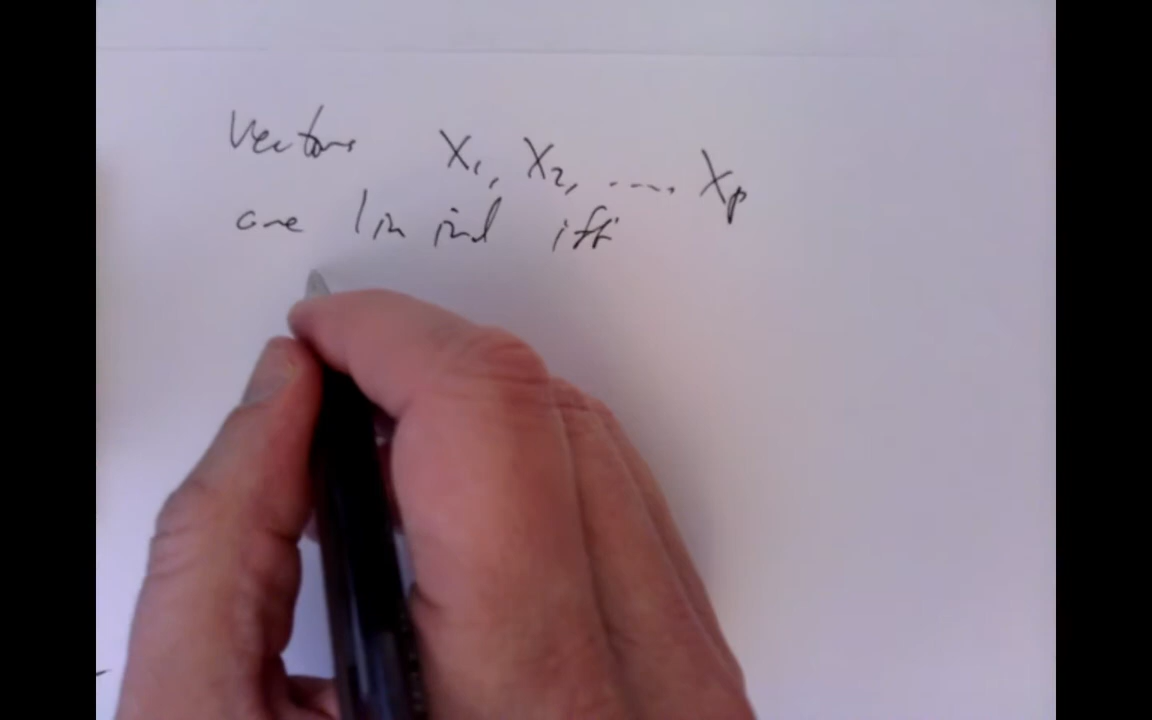 Vectors X₁, X₂, .... Xₚ
are lin ind iff